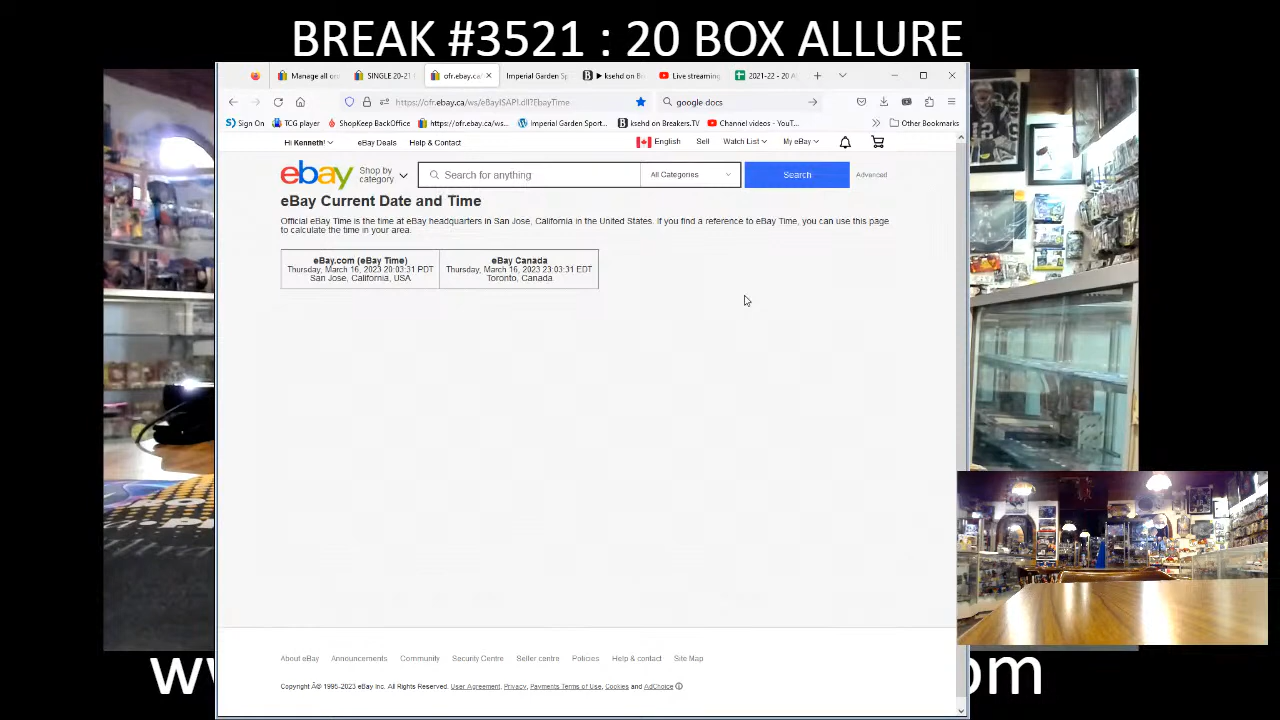 BREAK #3521 : 20 BOX ALLURE
Manage all or
SINGLE 20-21
ofr.ebay.ca
Imperial Garden Sp
ksehd on Br
Live streaming
2021-22 - 20 A
https://ofr.ebay.ca/ws/eBayISAPI.dll?EbayTime
google docs
Sign On
TCG player
ShopKeep BackOffice
https://ofr.ebay.ca/ws...
Imperial Garden Sport...
ksehd on Breakers.TV
Channel videos - YouT...
Other Bookmarks
Hi Kenneth!
eBay Deals
Help & Contact
English
Sell
Watch List
My eBay
ebay
Shop by category
Search for anything
All Categories
Search
Advanced
eBay Current Date and Time
Official eBay Time is the time at eBay headquarters in San Jose, California in the United States. If you find a reference to eBay Time, you can use this page
to calculate the time in your area.
eBay.com (eBay Time)
Thursday, March 16, 2023 20:03:31 PDT
San Jose, California, USA
eBay Canada
Thursday, March 16, 2023 23:03:31 EDT
Toronto, Canada
About eBay
Announcements
Community
Security Centre
Seller centre
Policies
Help & contact
Site Map
Copyright Â© 1995-2023 eBay Inc. All Rights Reserved. User Agreement, Privacy, Payments Terms of Use, Cookies and AdChoice